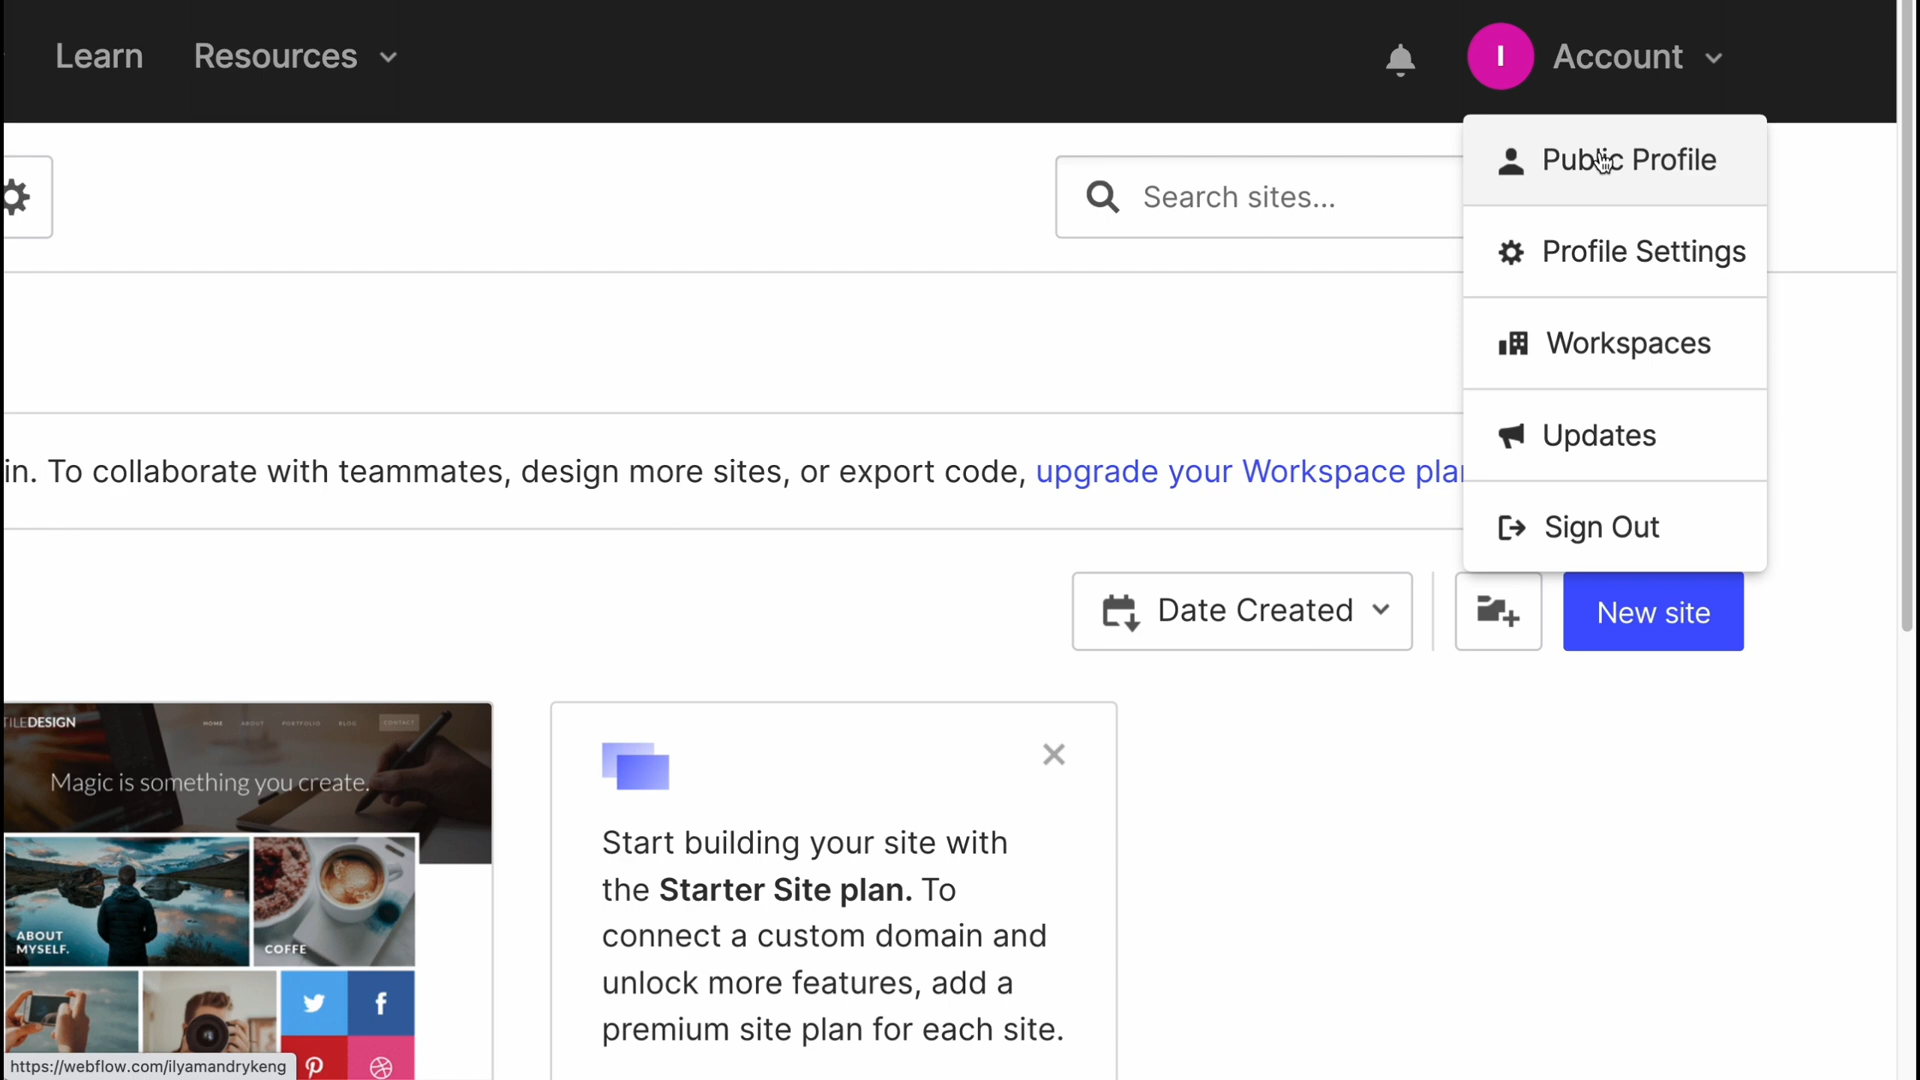 Learn
Resources
I
Account
Public Profile
Search sites...
Profile Settings
Workspaces
Updates
in. To collaborate with teammates, design more sites, or export code, upgrade your Workspace plan
Sign Out
Date Created
New site
TILEDESIGN
HOME ABOUT PORTFOLIO BLOG CONTACT
Magic is something you create.
Start building your site with
the Starter Site plan. To
connect a custom domain and
unlock more features, add a
premium site plan for each site.
ABOUT
MYSELF.
COFFE
https://webflow.com/ilyamandrykeng